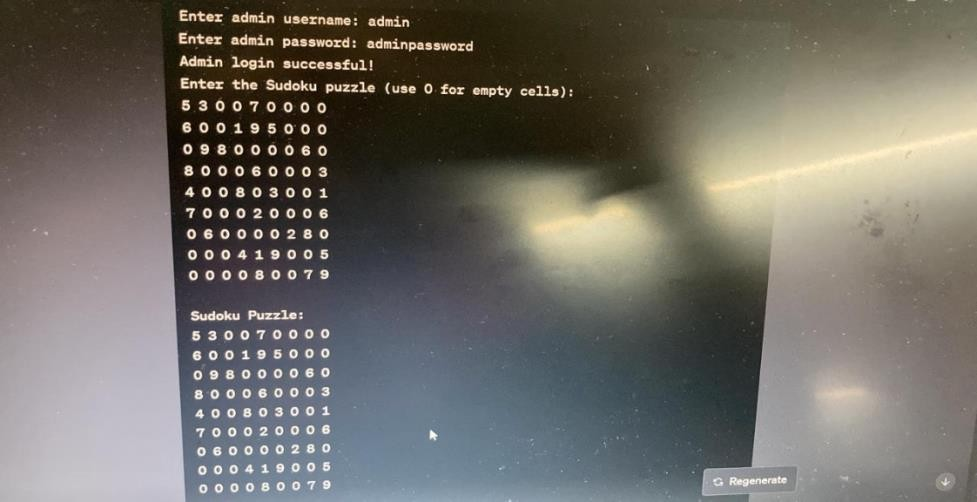 Enter admin username: admin
Enter admin password: adminpassword
Admin login successful!
Enter the Sudoku puzzle (use 0 for empty cells):
5 3 0 0 7 0 0 0 0
6 0 0 1 9 5 0 0 0
0 9 8 0 0 0 0 6 0
8 0 0 0 6 0 0 0 3
4 0 0 8 0 3 0 0 1
7 0 0 0 2 0 0 0 6
0 6 0 0 0 0 2 8 0
0 0 0 4 1 9 0 0 5
0 0 0 0 8 0 0 7 9
Sudoku Puzzle:
5 3 0 0 7 0 0 0 0
6 0 0 1 9 5 0 0 0
0 9 8 0 0 0 0 6 0
8 0 0 0 6 0 0 0 3
4 0 0 8 0 3 0 0 1
7 0 0 0 2 0 0 0 6
0 6 0 0 0 0 2 8 0
0 0 0 4 1 9 0 0 5
0 0 0 0 8 0 0 7 9
Regenerate